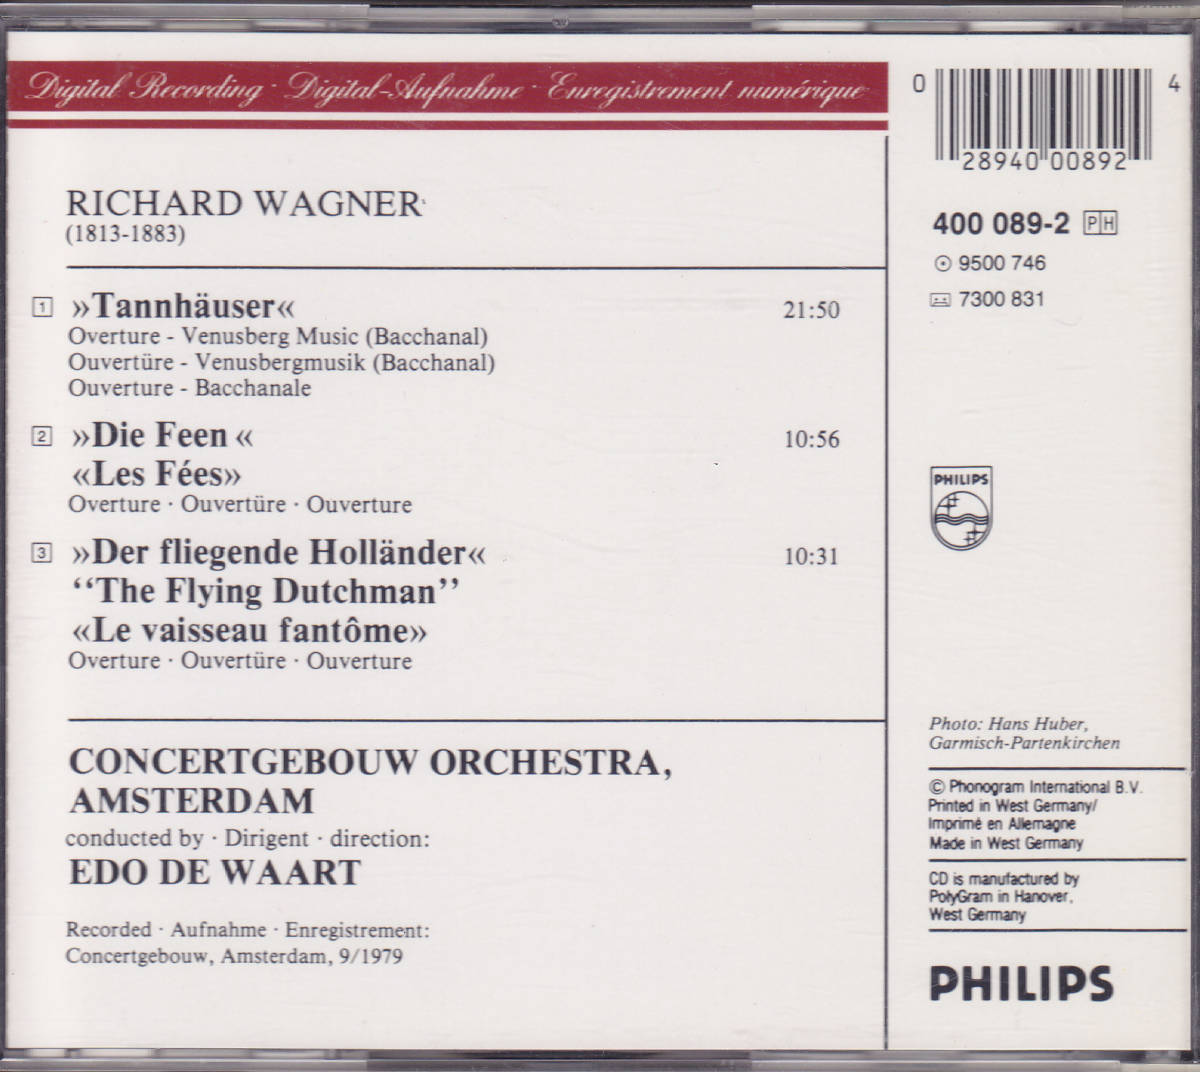 Digital Recording · Digital-Aufnahme · Enregistrement numérique
RICHARD WAGNER
(1813-1883)
1 »Tannhäuser« 21:50
Overture - Venusberg Music (Bacchanal)
Ouvertüre - Venusbergmusik (Bacchanal)
Ouverture - Bacchanale
2 »Die Feen « 10:56
«Les Fées»
Overture · Ouvertüre · Ouverture
3 »Der fliegende Holländer« 10:31
“The Flying Dutchman”
«Le vaisseau fantôme»
Overture · Ouvertüre · Ouverture
CONCERTGEBOUW ORCHESTRA,
AMSTERDAM
conducted by · Dirigent · direction:
EDO DE WAART
Recorded · Aufnahme · Enregistrement:
Concertgebouw, Amsterdam, 9/1979
0 28940 00892 4
400 089-2 PH
9500 746
7300 831
PHILIPS
Photo: Hans Huber,
Garmisch-Partenkirchen
© Phonogram International B.V.
Printed in West Germany/
Imprimé en Allemagne
Made in West Germany
CD is manufactured by
PolyGram in Hanover,
West Germany
PHILIPS